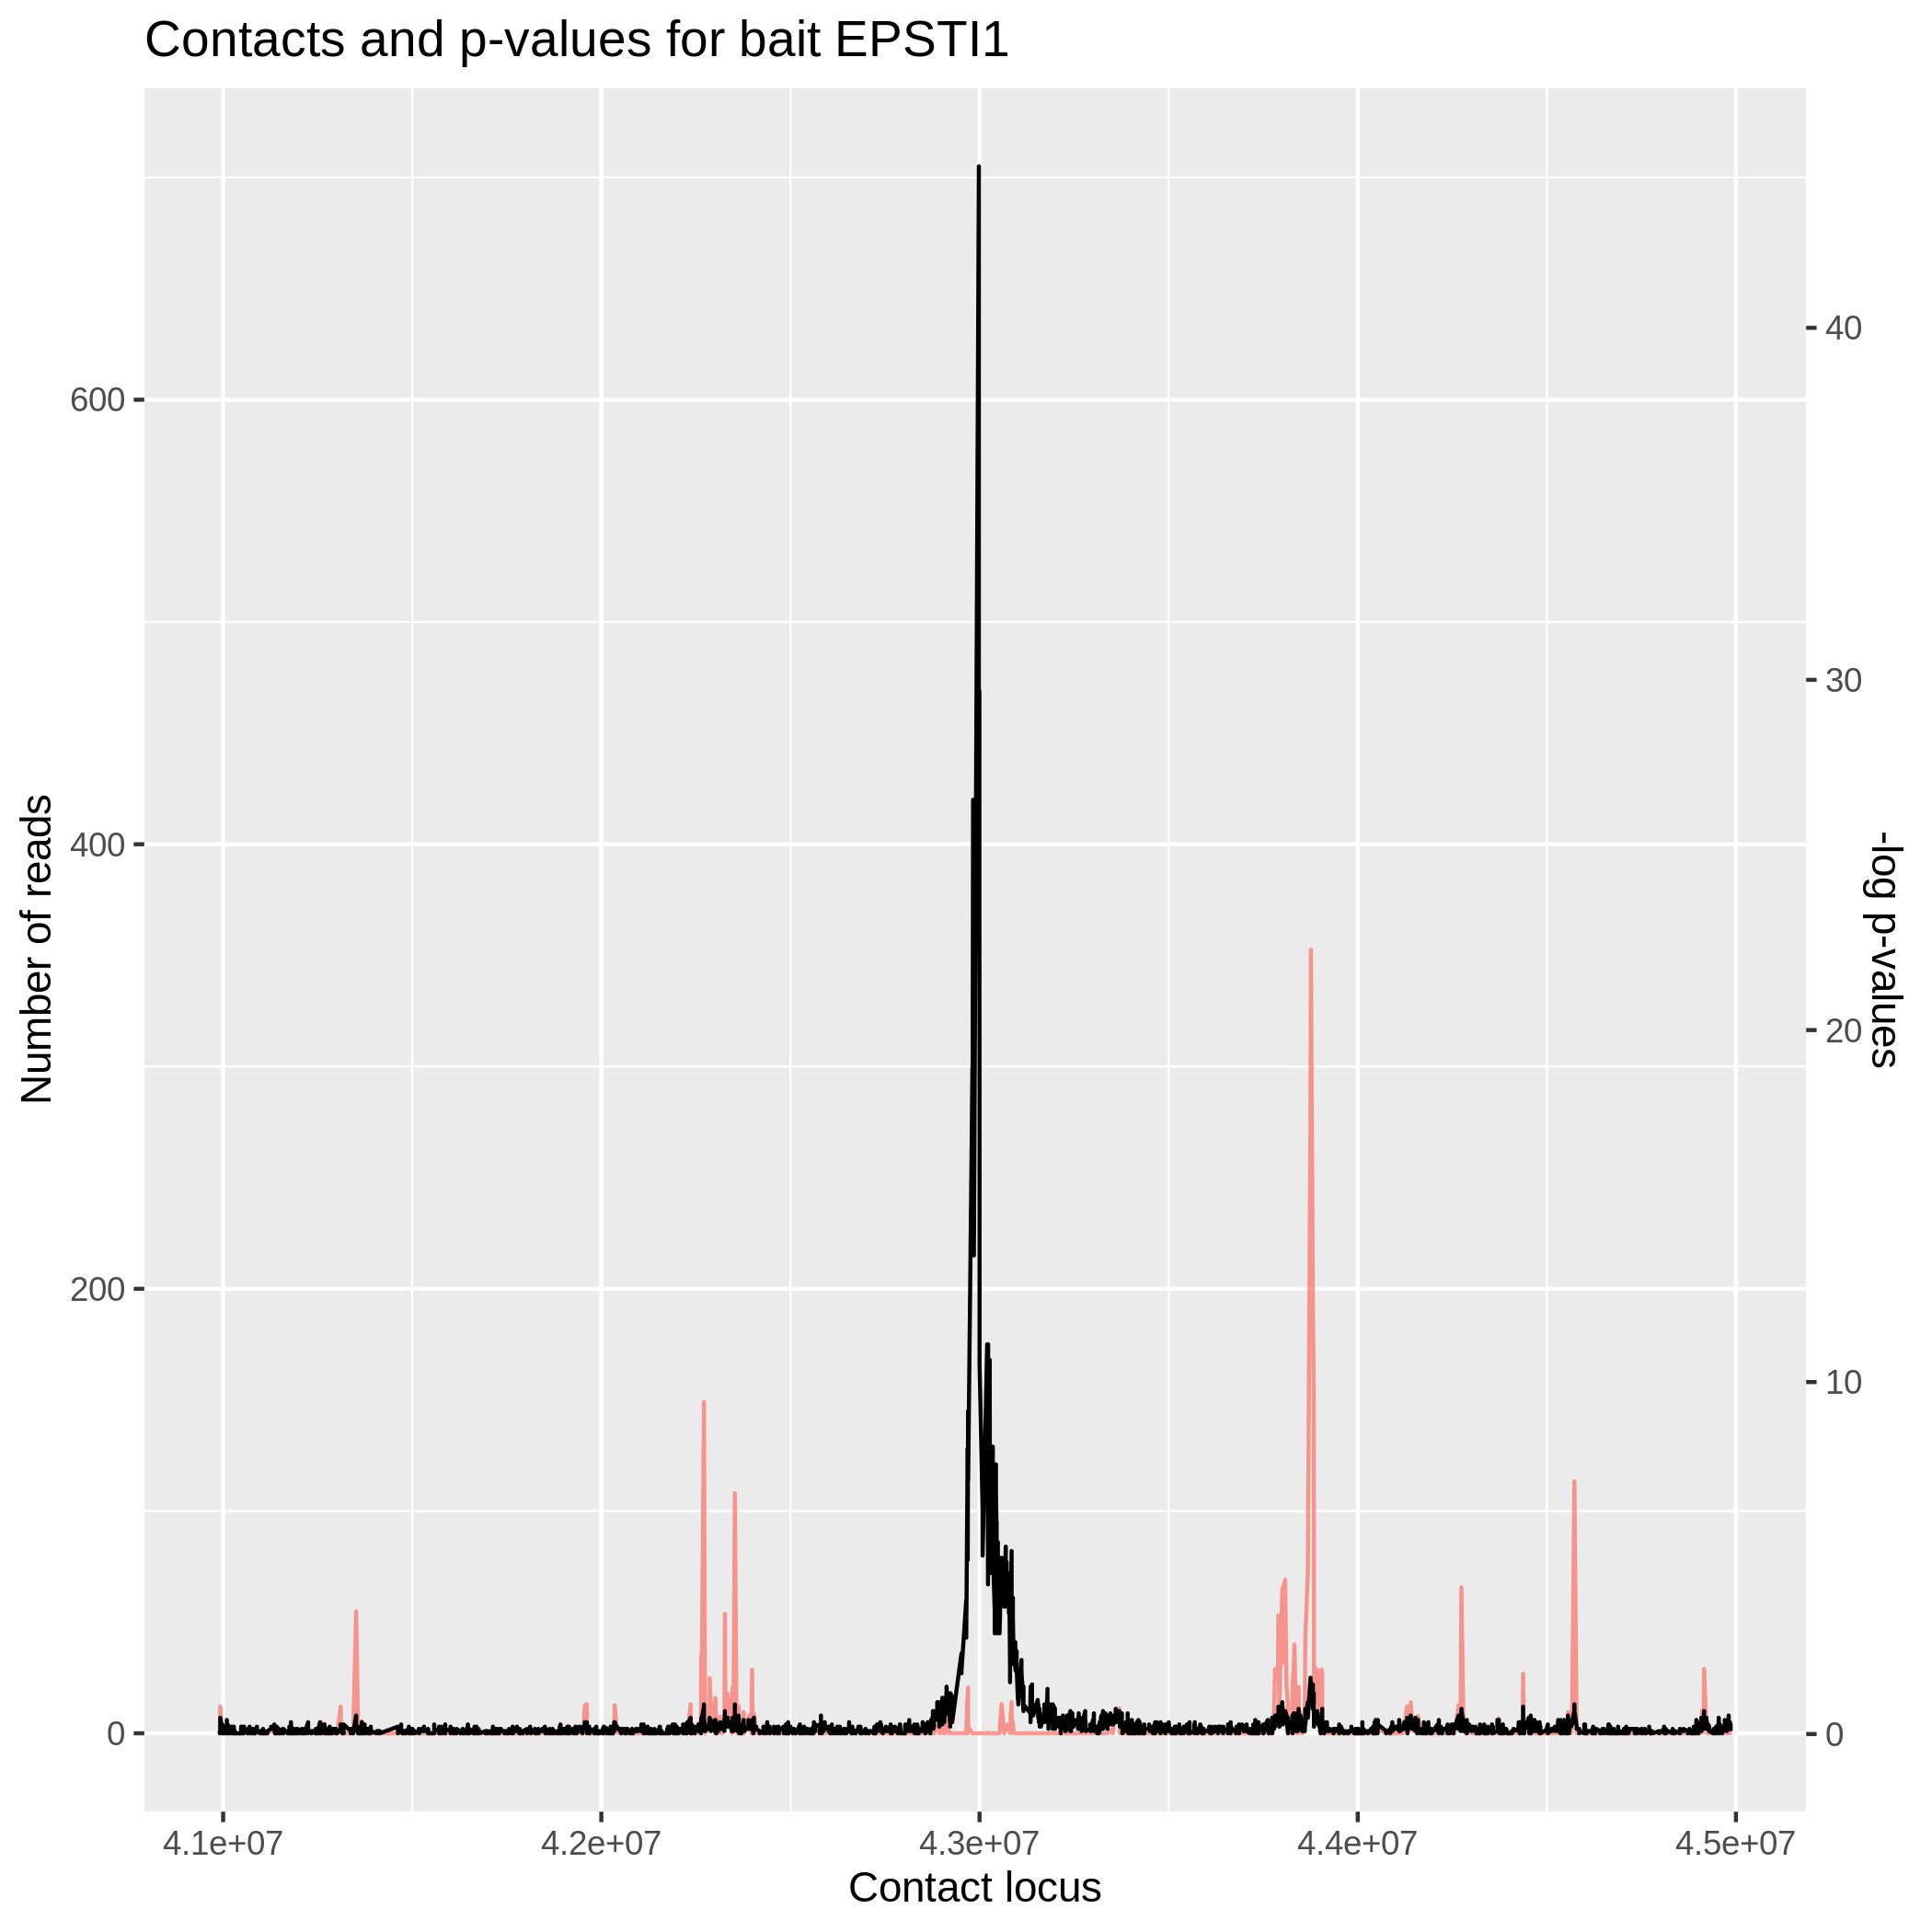 Contacts and p-values for bait EPSTI1
Number of reads
600
400
200
0
40
30
20
10
0
-log p-values
4.1e+07 4.2e+07 4.3e+07 4.4e+07 4.5e+07
Contact locus